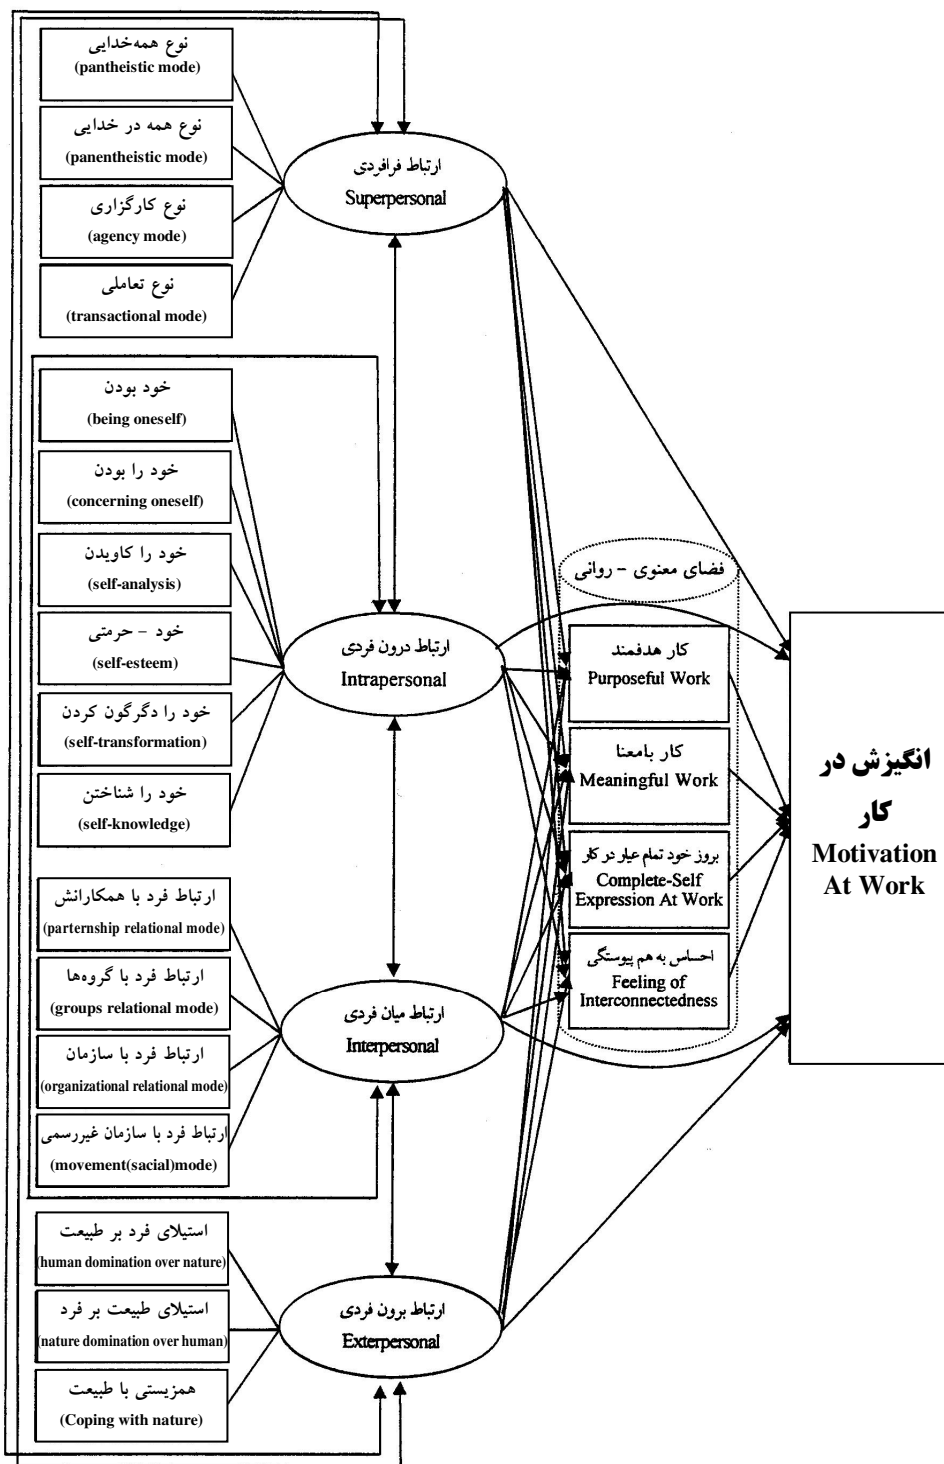 نوع همه‌خدایی
(pantheistic mode)
نوع همه در خدایی
(panentheistic mode)
نوع کارگزاری
(agency mode)
نوع تعاملی
(transactional mode)
ارتباط فرافردی
Superpersonal
خود بودن
(being oneself)
خود را بودن
(concerning oneself)
خود را کاویدن
(self-analysis)
خود – حرمتی
(self-esteem)
خود را دگرگون کردن
(self-transformation)
خود را شناختن
(self-knowledge)
ارتباط درون فردی
Intrapersonal
ارتباط فرد با همکارانش
(parternship relational mode)
ارتباط فرد با گروه‌ها
(groups relational mode)
ارتباط فرد با سازمان
(organizational relational mode)
ارتباط فرد با سازمان غیررسمی
(movement(sacial)mode)
ارتباط میان فردی
Interpersonal
استیلای فرد بر طبیعت
(human domination over nature)
استیلای طبیعت بر فرد
(nature domination over human)
همزیستی با طبیعت
(Coping with nature)
ارتباط برون فردی
Exterpersonal
فضای معنوی – روانی
کار هدفمند
Purposeful Work
کار بامعنا
Meaningful Work
بروز خود تمام عیار در کار
Complete-Self
Expression At Work
احساس به هم پیوستگی
Feeling of
Interconnectedness
انگیزش در
کار
Motivation
At Work